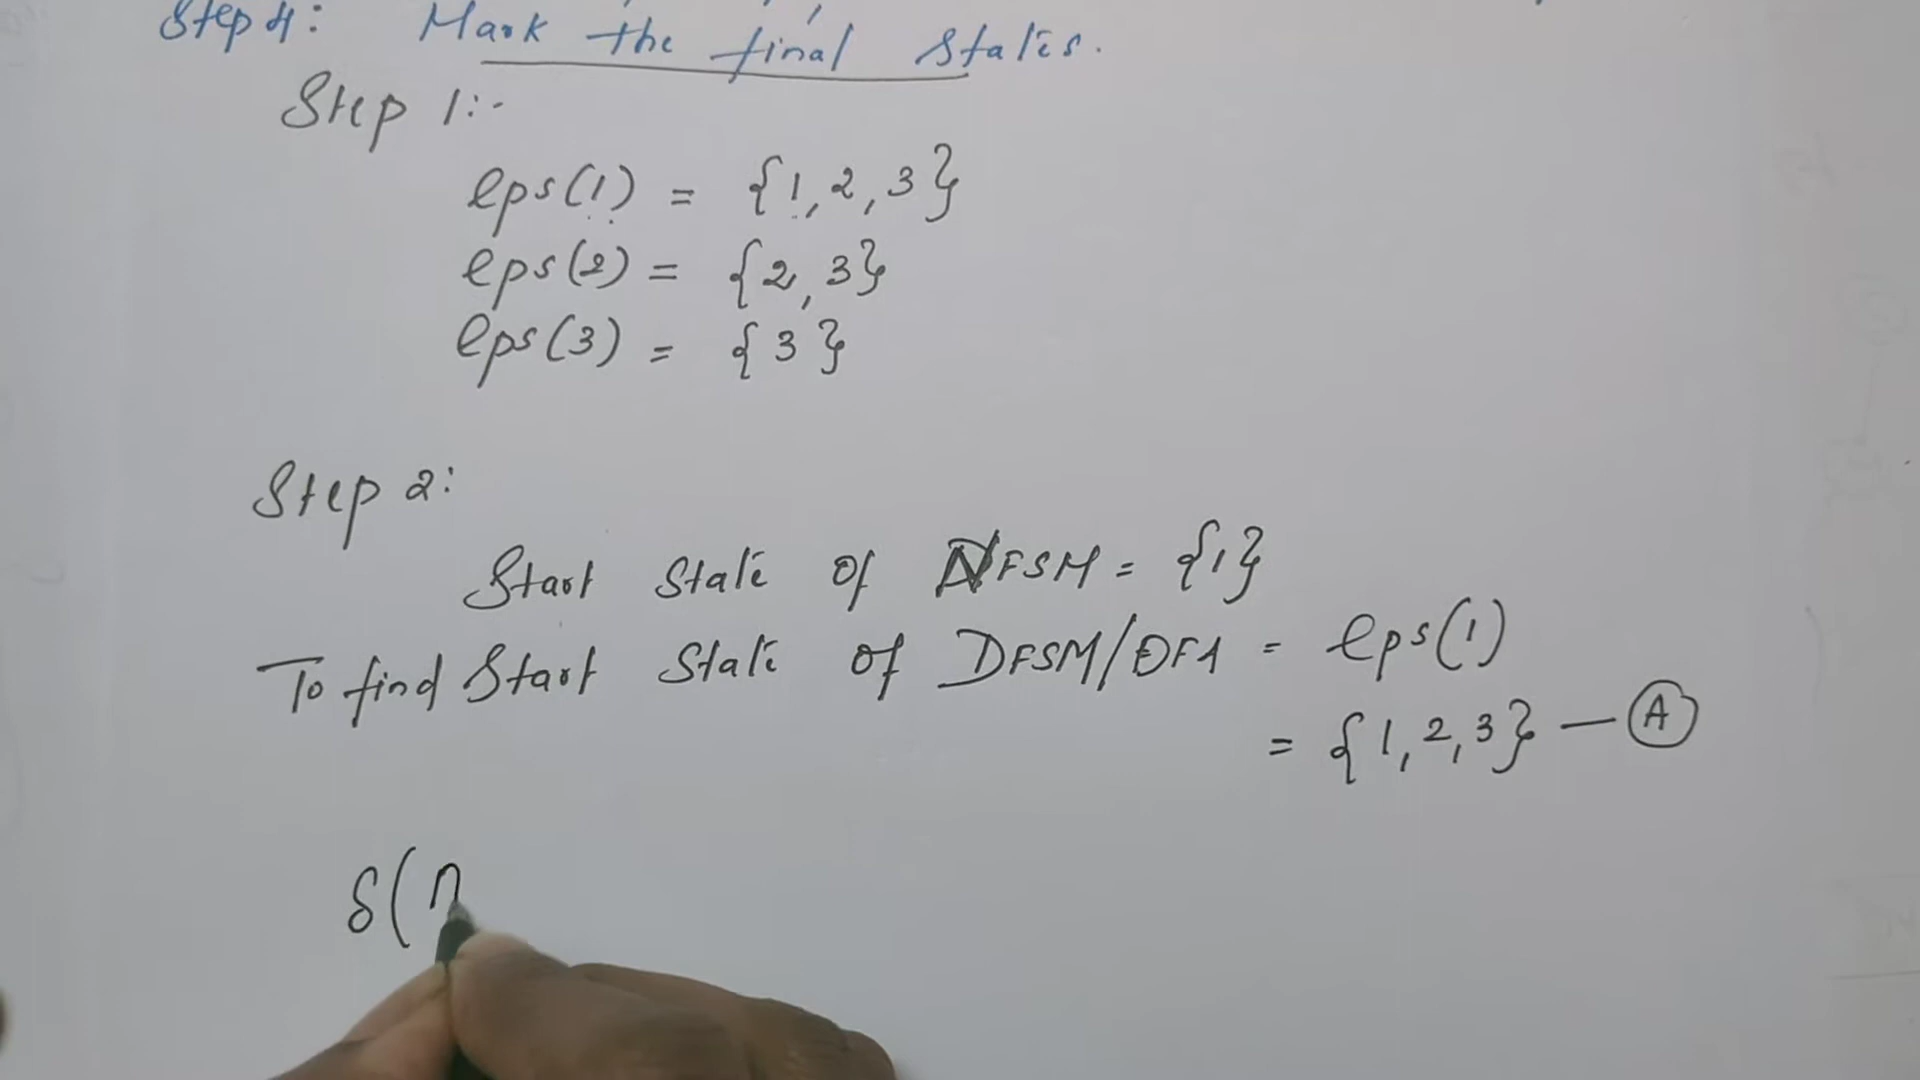 Step 4: Mark the final states.
Step 1:-
eps(1) = {1, 2, 3}
eps(2) = {2, 3}
eps(3) = {3}
Step 2:
Start State Of NFSM = {1}
To find Start State Of DFSM/DFA = eps(1)
= {1, 2, 3} — A
δ(